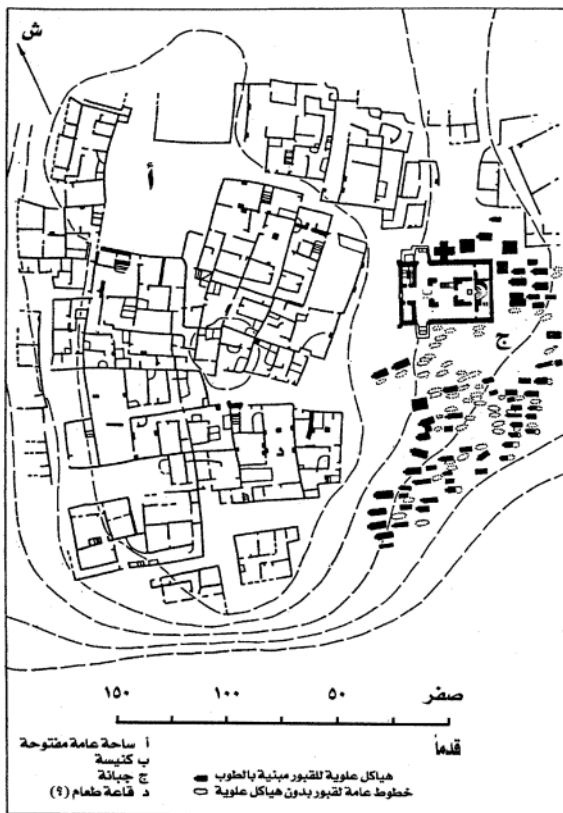 ش
أ
ج
١٥٠ ١٠٠ ٥٠ صفر
قدماً
أ ساحة عامة مفتوحة
ب كنيسة
ج جبانة
د قاعة طعام (؟)
هياكل علوية للقبور مبنية بالطوب
خطوط عامة لقبور بدون هياكل علوية